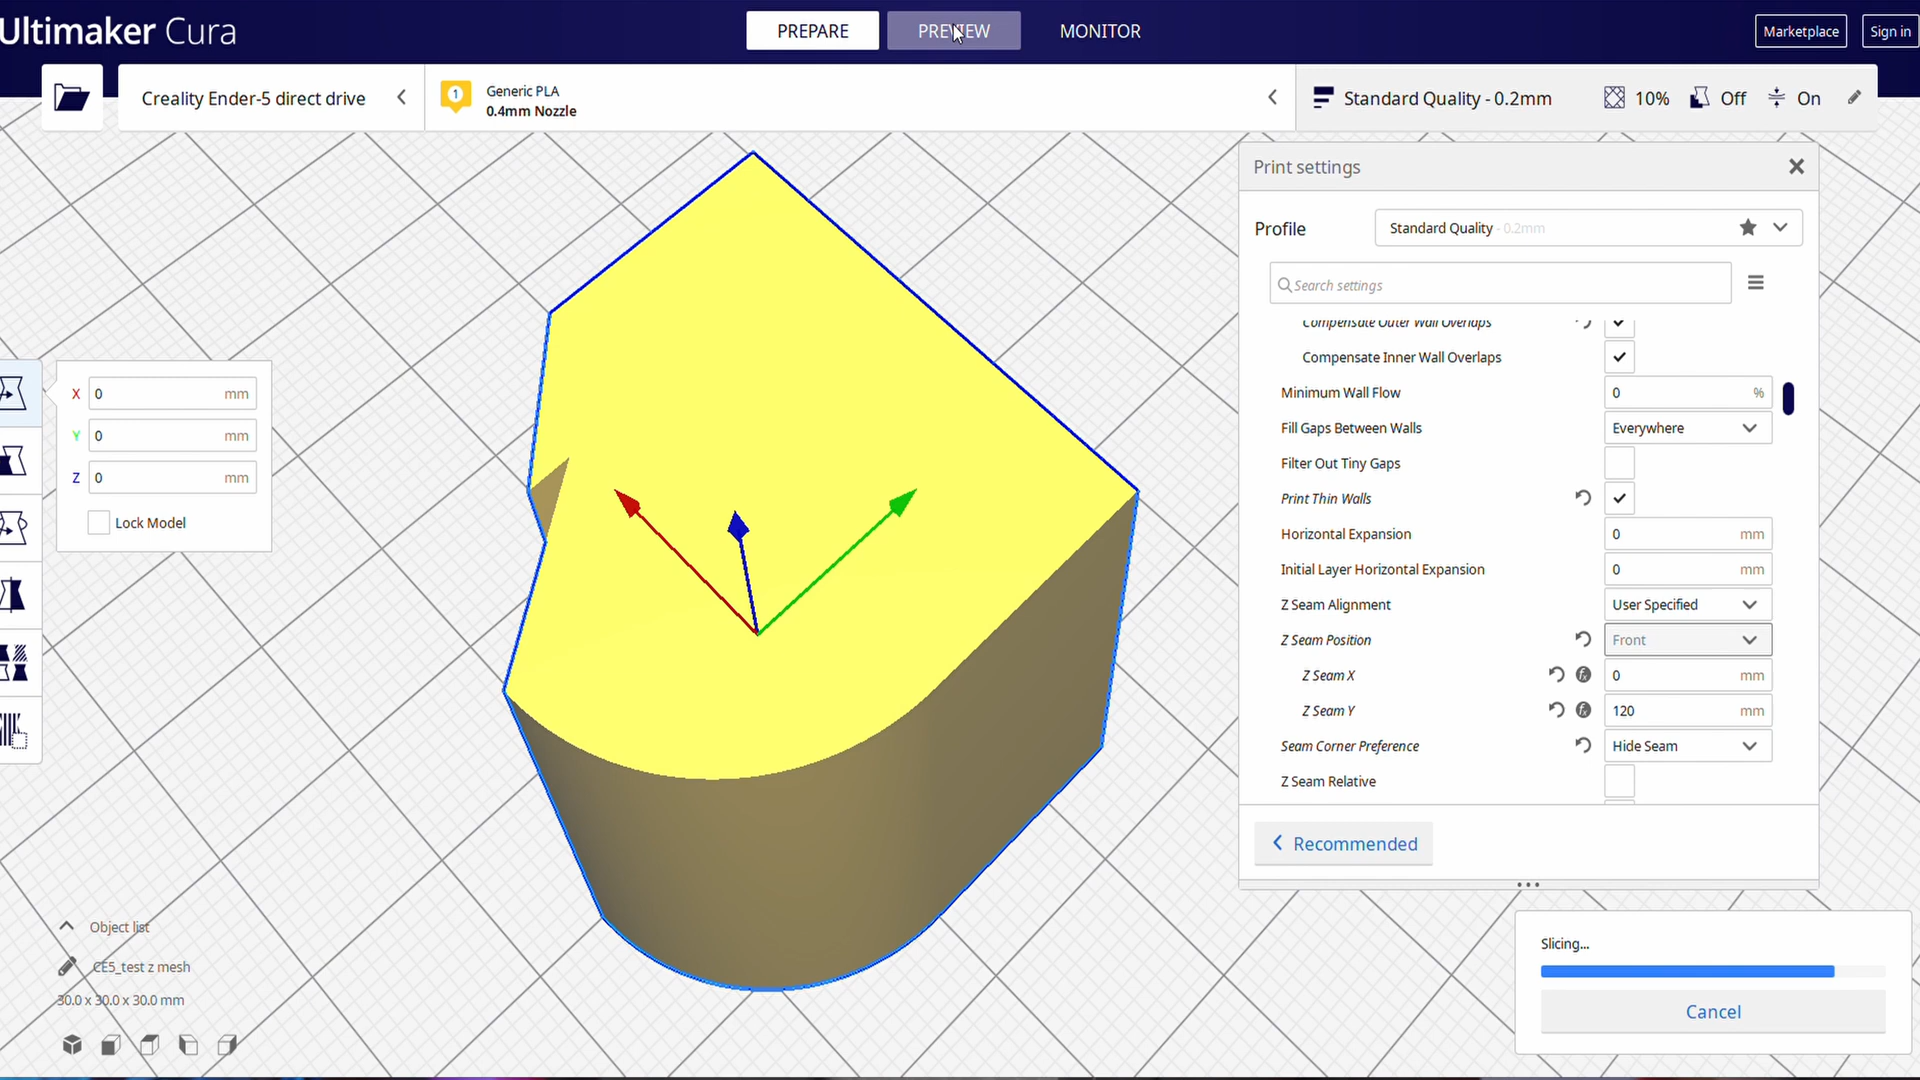 Ultimaker Cura
PREPARE
PREVIEW
MONITOR
Marketplace
Sign in
Creality Ender-5 direct drive
1
Generic PLA
0.4mm Nozzle
Standard Quality - 0.2mm
10%
Off
On
Print settings
Profile
Standard Quality - 0.2mm
Search settings
Compensate Outer Wall Overlaps
Compensate Inner Wall Overlaps
Minimum Wall Flow 0 %
Fill Gaps Between Walls Everywhere
Filter Out Tiny Gaps
Print Thin Walls
Horizontal Expansion 0 mm
Initial Layer Horizontal Expansion 0 mm
Z Seam Alignment User Specified
Z Seam Position Front
Z Seam X fx 0 mm
Z Seam Y fx 120 mm
Seam Corner Preference Hide Seam
Z Seam Relative
Recommended
X 0 mm
Y 0 mm
Z 0 mm
Lock Model
Object list
CE5_test z mesh
30.0 x 30.0 x 30.0 mm
Slicing...
Cancel